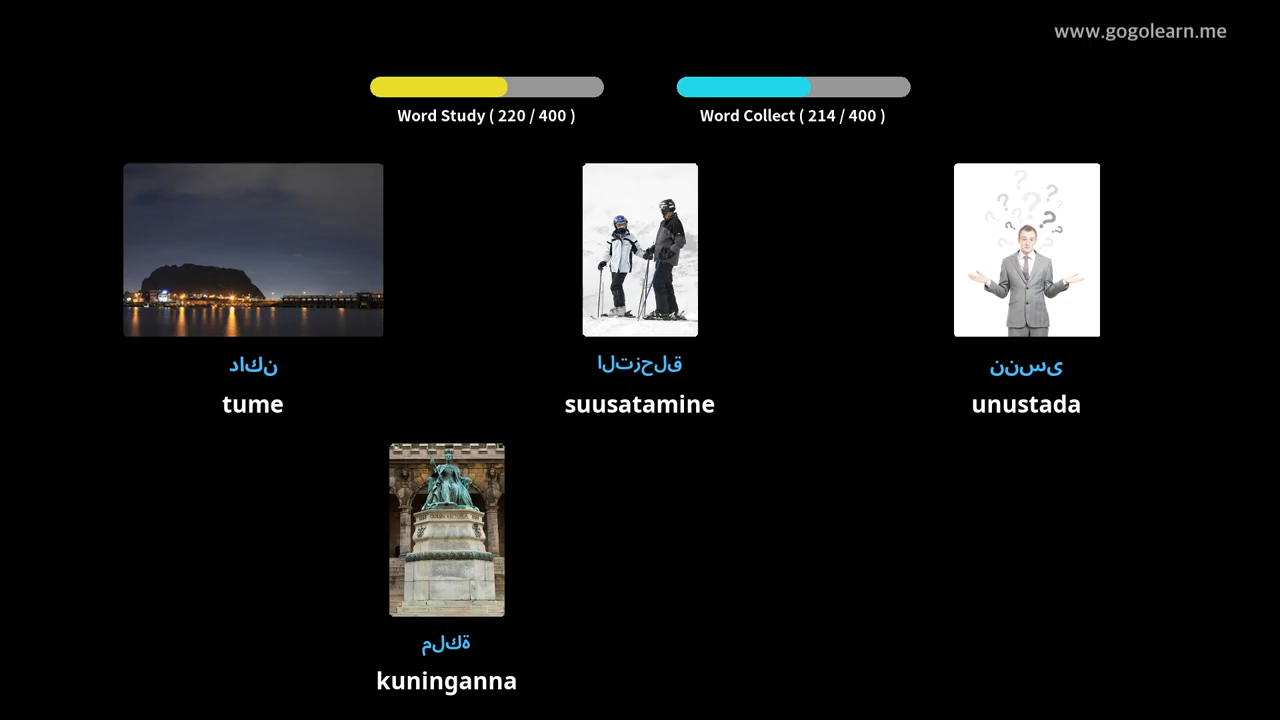 www.gogolearn.me
Word Study ( 220 / 400 )
Word Collect ( 214 / 400 )
داكن
التزحلق
ننسى
tume
suusatamine
unustada
ملكة
kuninganna